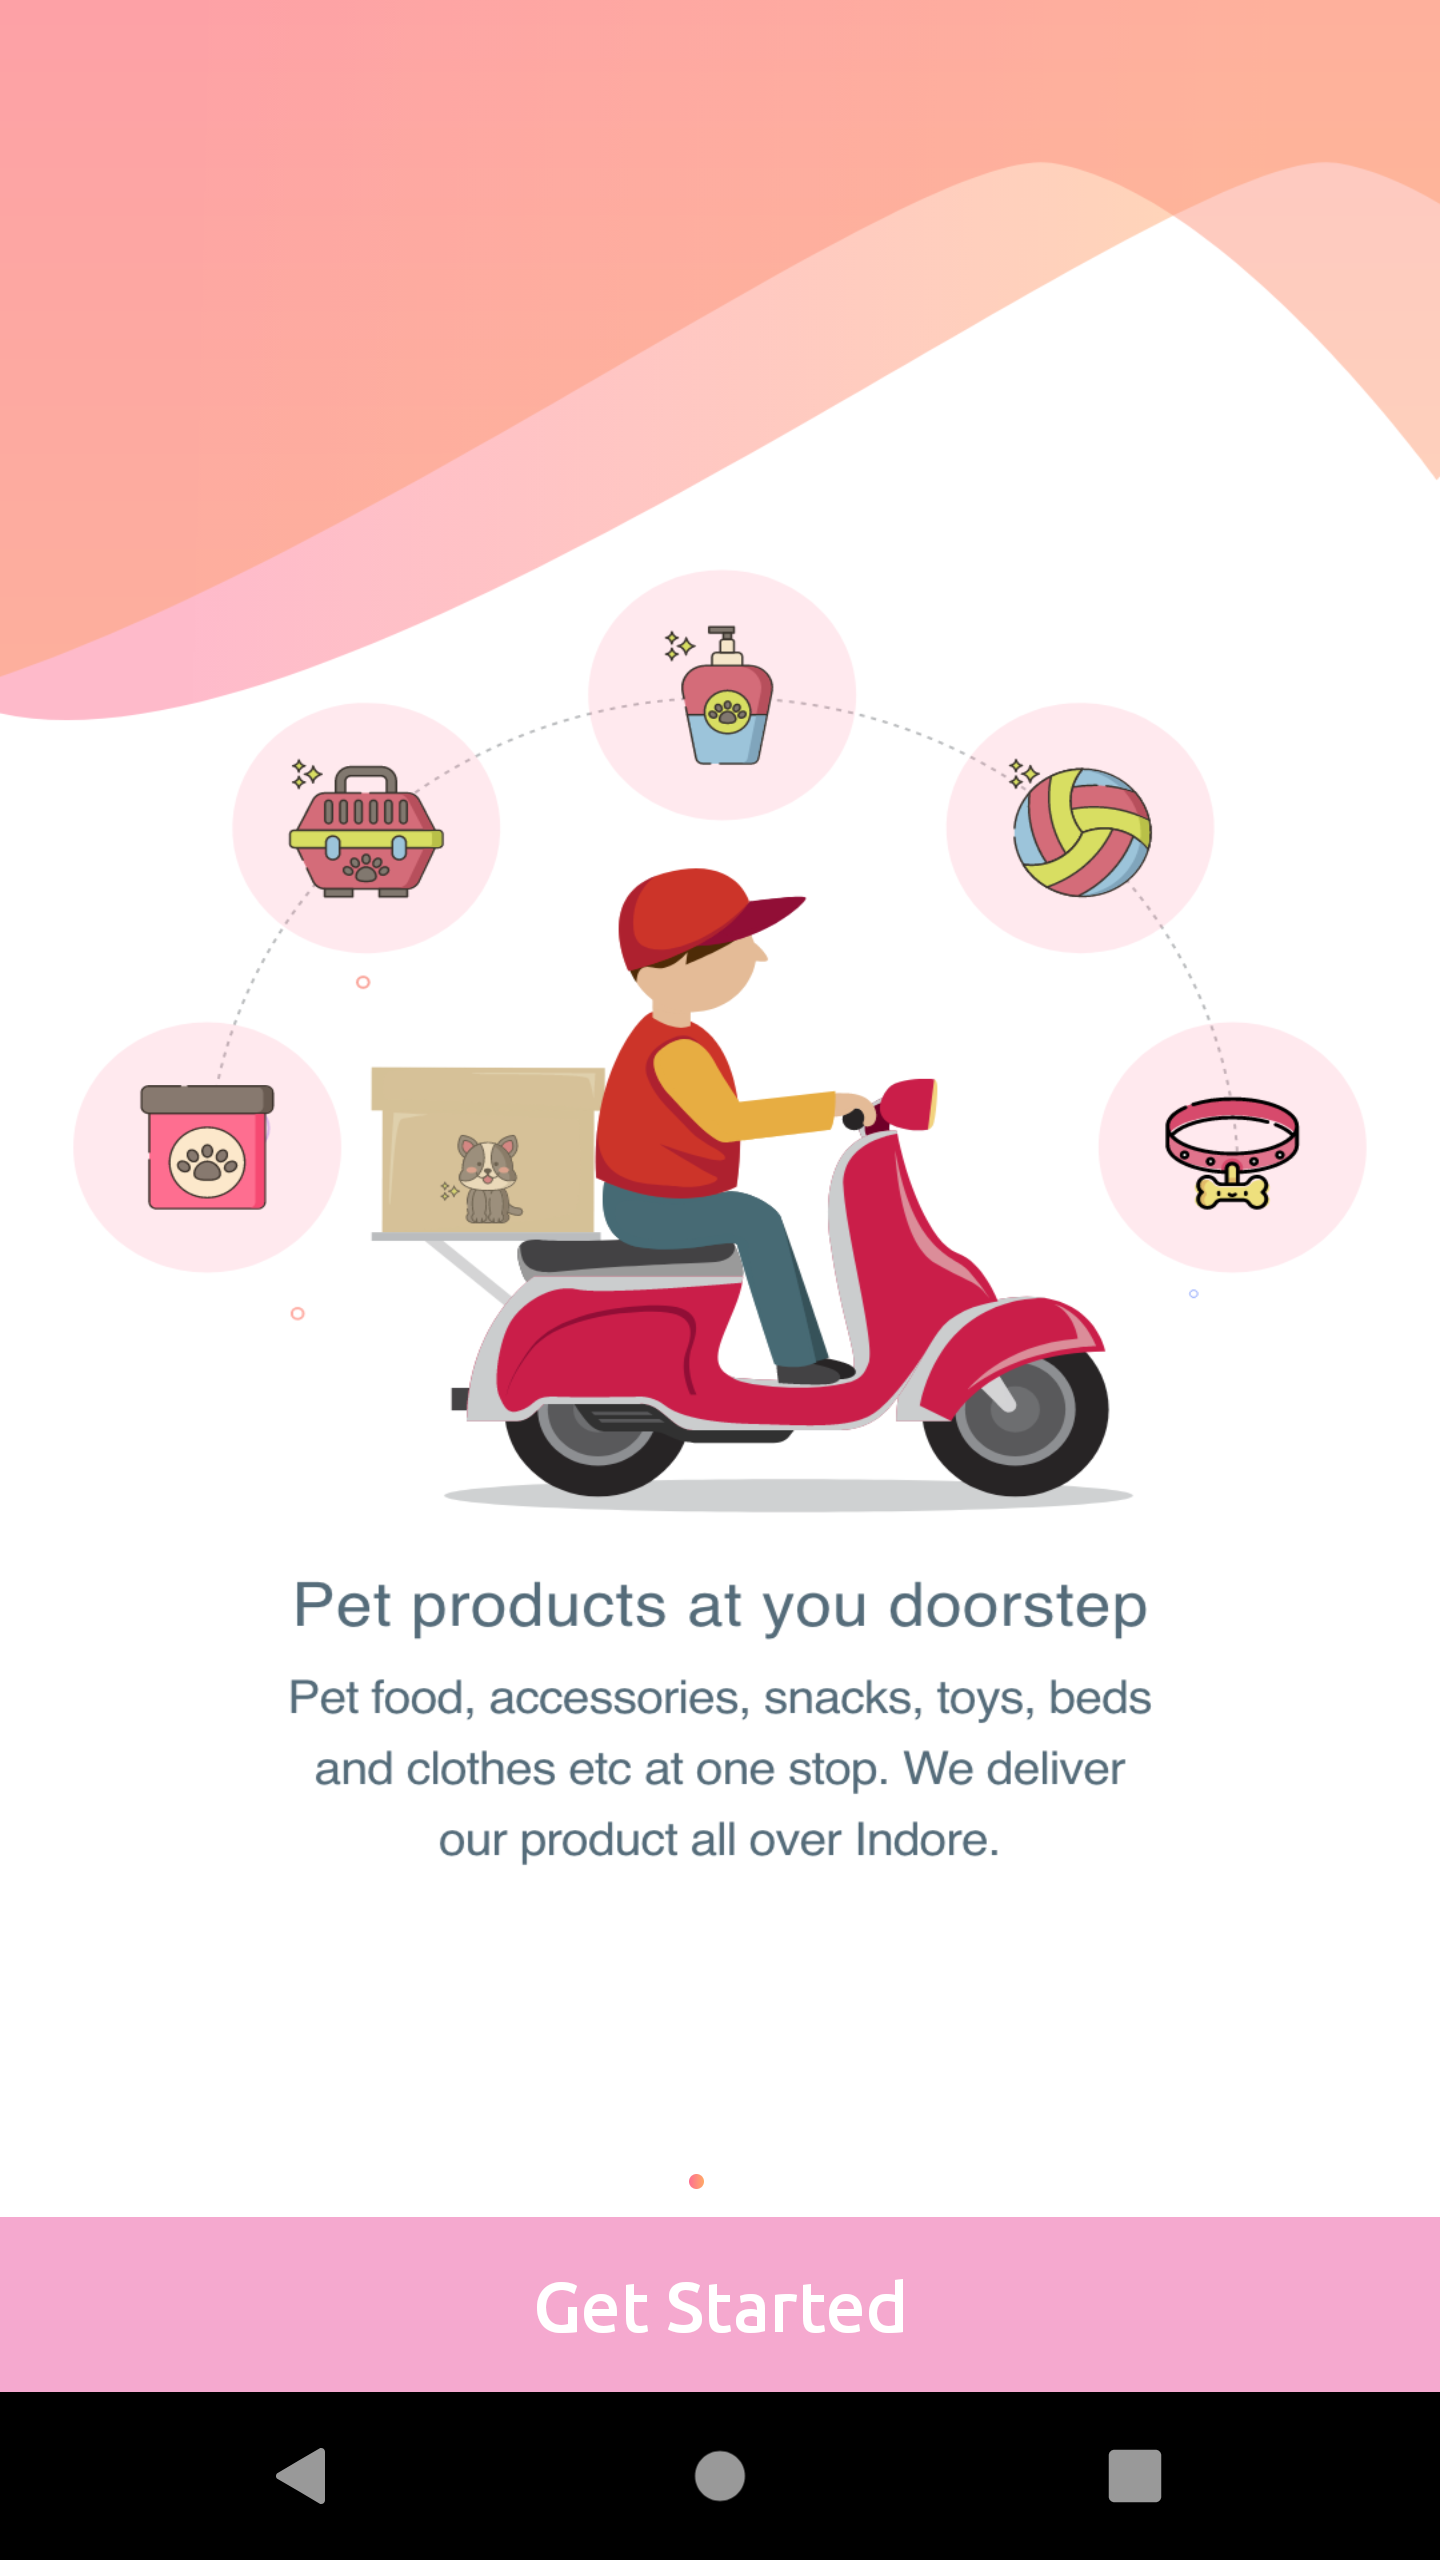 Pet products at you doorstep
Pet food, accessories, snacks, toys, beds
and clothes etc at one stop. We deliver
our product all over Indore.
Get Started